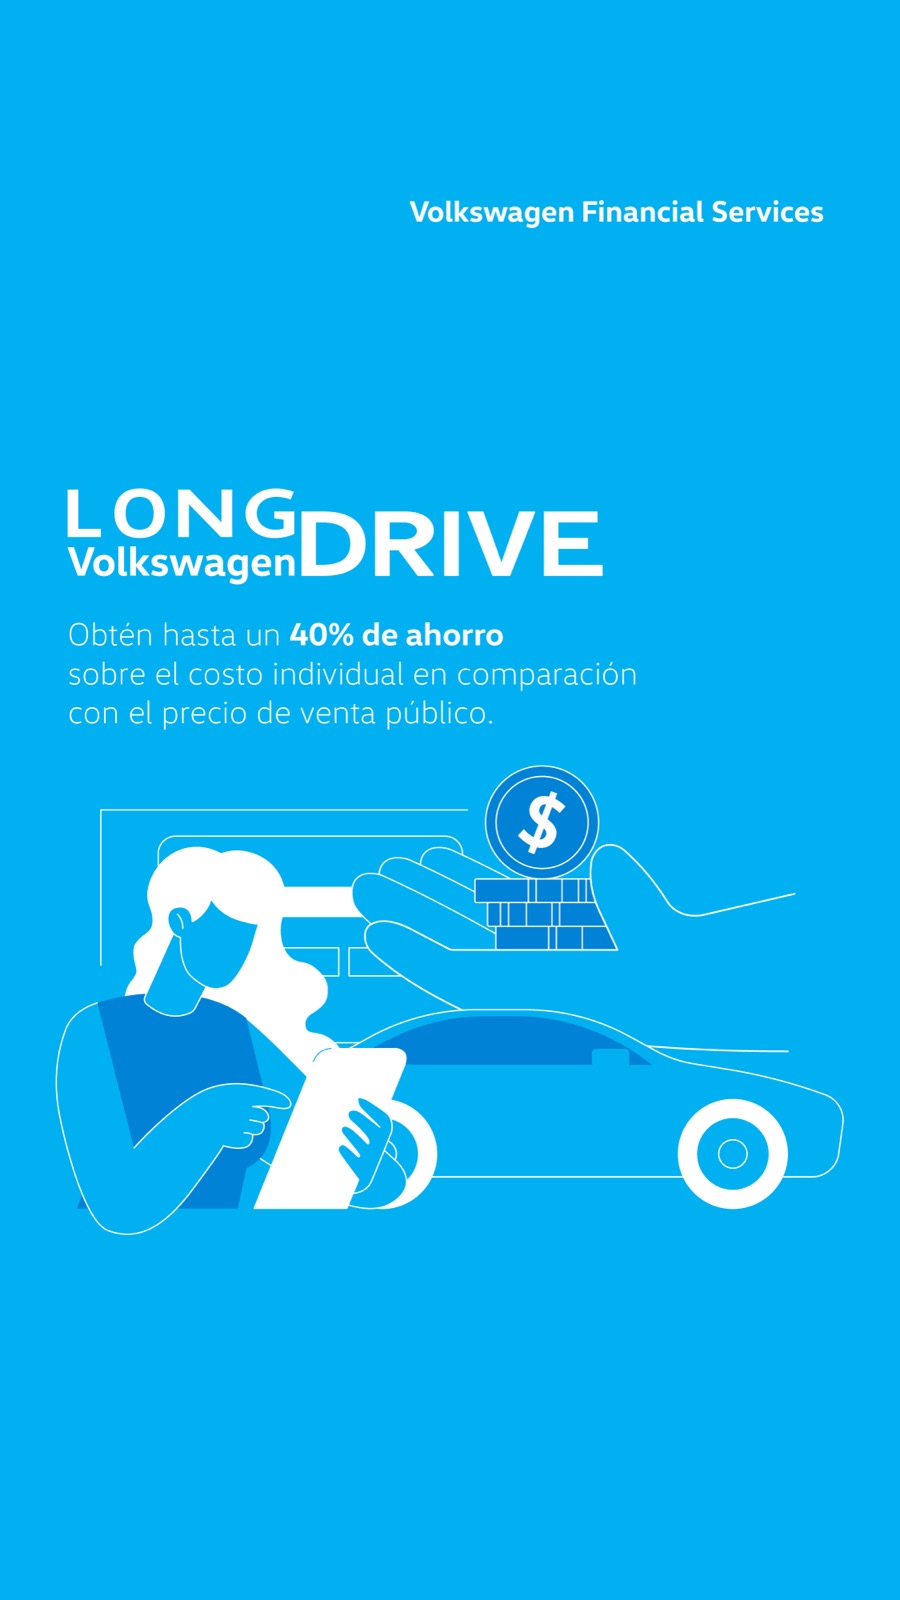 Volkswagen Financial Services
LONG
Volkswagen DRIVE
Obtén hasta un 40% de ahorro
sobre el costo individual en comparación
con el precio de venta público.
$